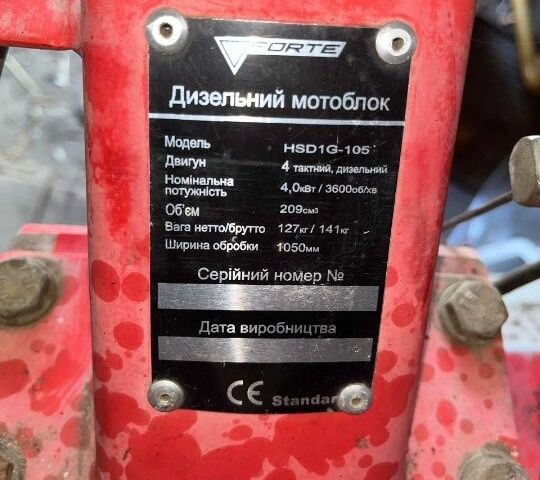 FORTE
Дизельний мотоблок
Модель HSD1G-105
Двигун 4 тактний, дизельний
Номінальна
потужність 4,0кВт / 3600об/хв
Об'єм 209см³
Вага нетто/брутто 127кг / 141кг
Ширина обробки 1050мм
Серійний номер №
Дата виробництва
CE Standard